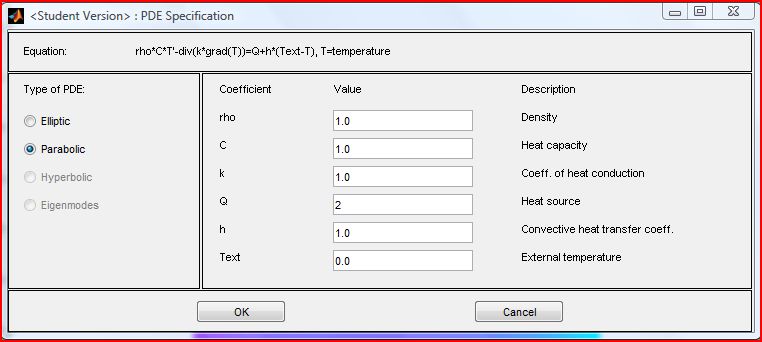 <Student Version> : PDE Specification
Equation: rho*C*T'-div(k*grad(T))=Q+h*(Text-T), T=temperature
Type of PDE:
Elliptic
Parabolic
Hyperbolic
Eigenmodes
Coefficient Value Description
rho 1.0 Density
C 1.0 Heat capacity
k 1.0 Coeff. of heat conduction
Q 2 Heat source
h 1.0 Convective heat transfer coeff.
Text 0.0 External temperature
OK Cancel